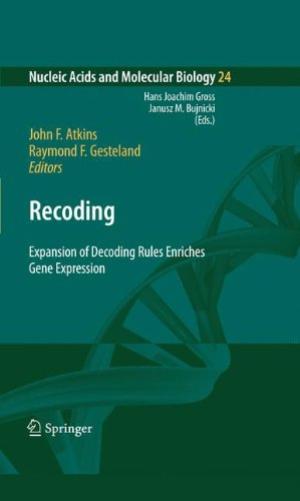 Nucleic Acids and Molecular Biology 24
Hans Joachim Gross
Janusz M. Bujnicki
(Eds.)
John F. Atkins
Raymond F. Gesteland
Editors
Recoding
Expansion of Decoding Rules Enriches
Gene Expression
Springer